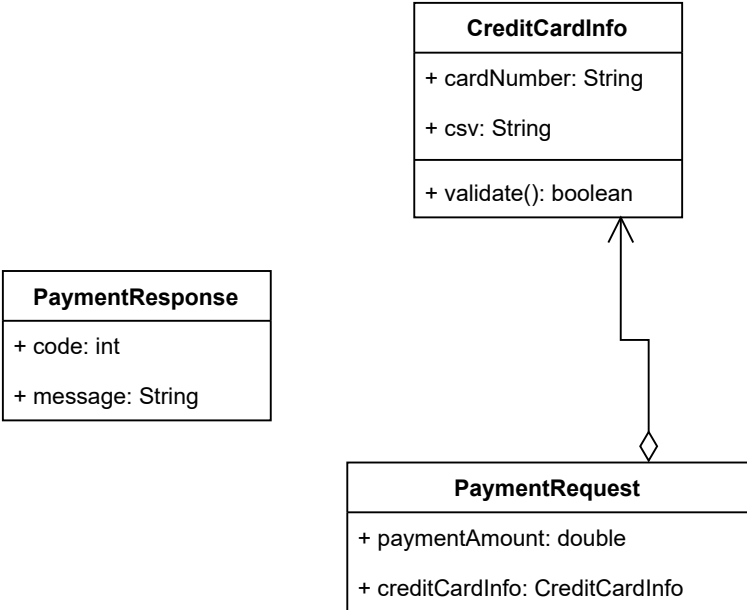 CreditCardInfo
+ cardNumber: String
+ csv: String
+ validate(): boolean
PaymentResponse
+ code: int
+ message: String
PaymentRequest
+ paymentAmount: double
+ creditCardInfo: CreditCardInfo